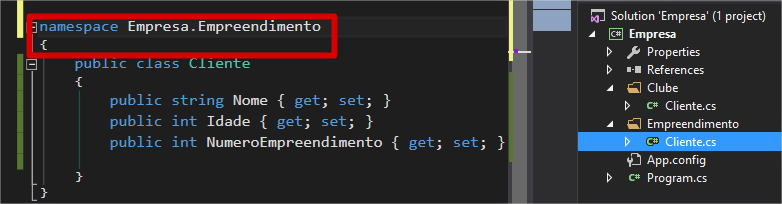 namespace Empresa.Empreendimento
{
public class Cliente
{
public string Nome { get; set; }
public int Idade { get; set; }
public int NumeroEmpreendimento { get; set; }
}
}
Solution 'Empresa' (1 project)
C# Empresa
Properties
References
Clube
C# Cliente.cs
Empreendimento
C# Cliente.cs
App.config
C# Program.cs